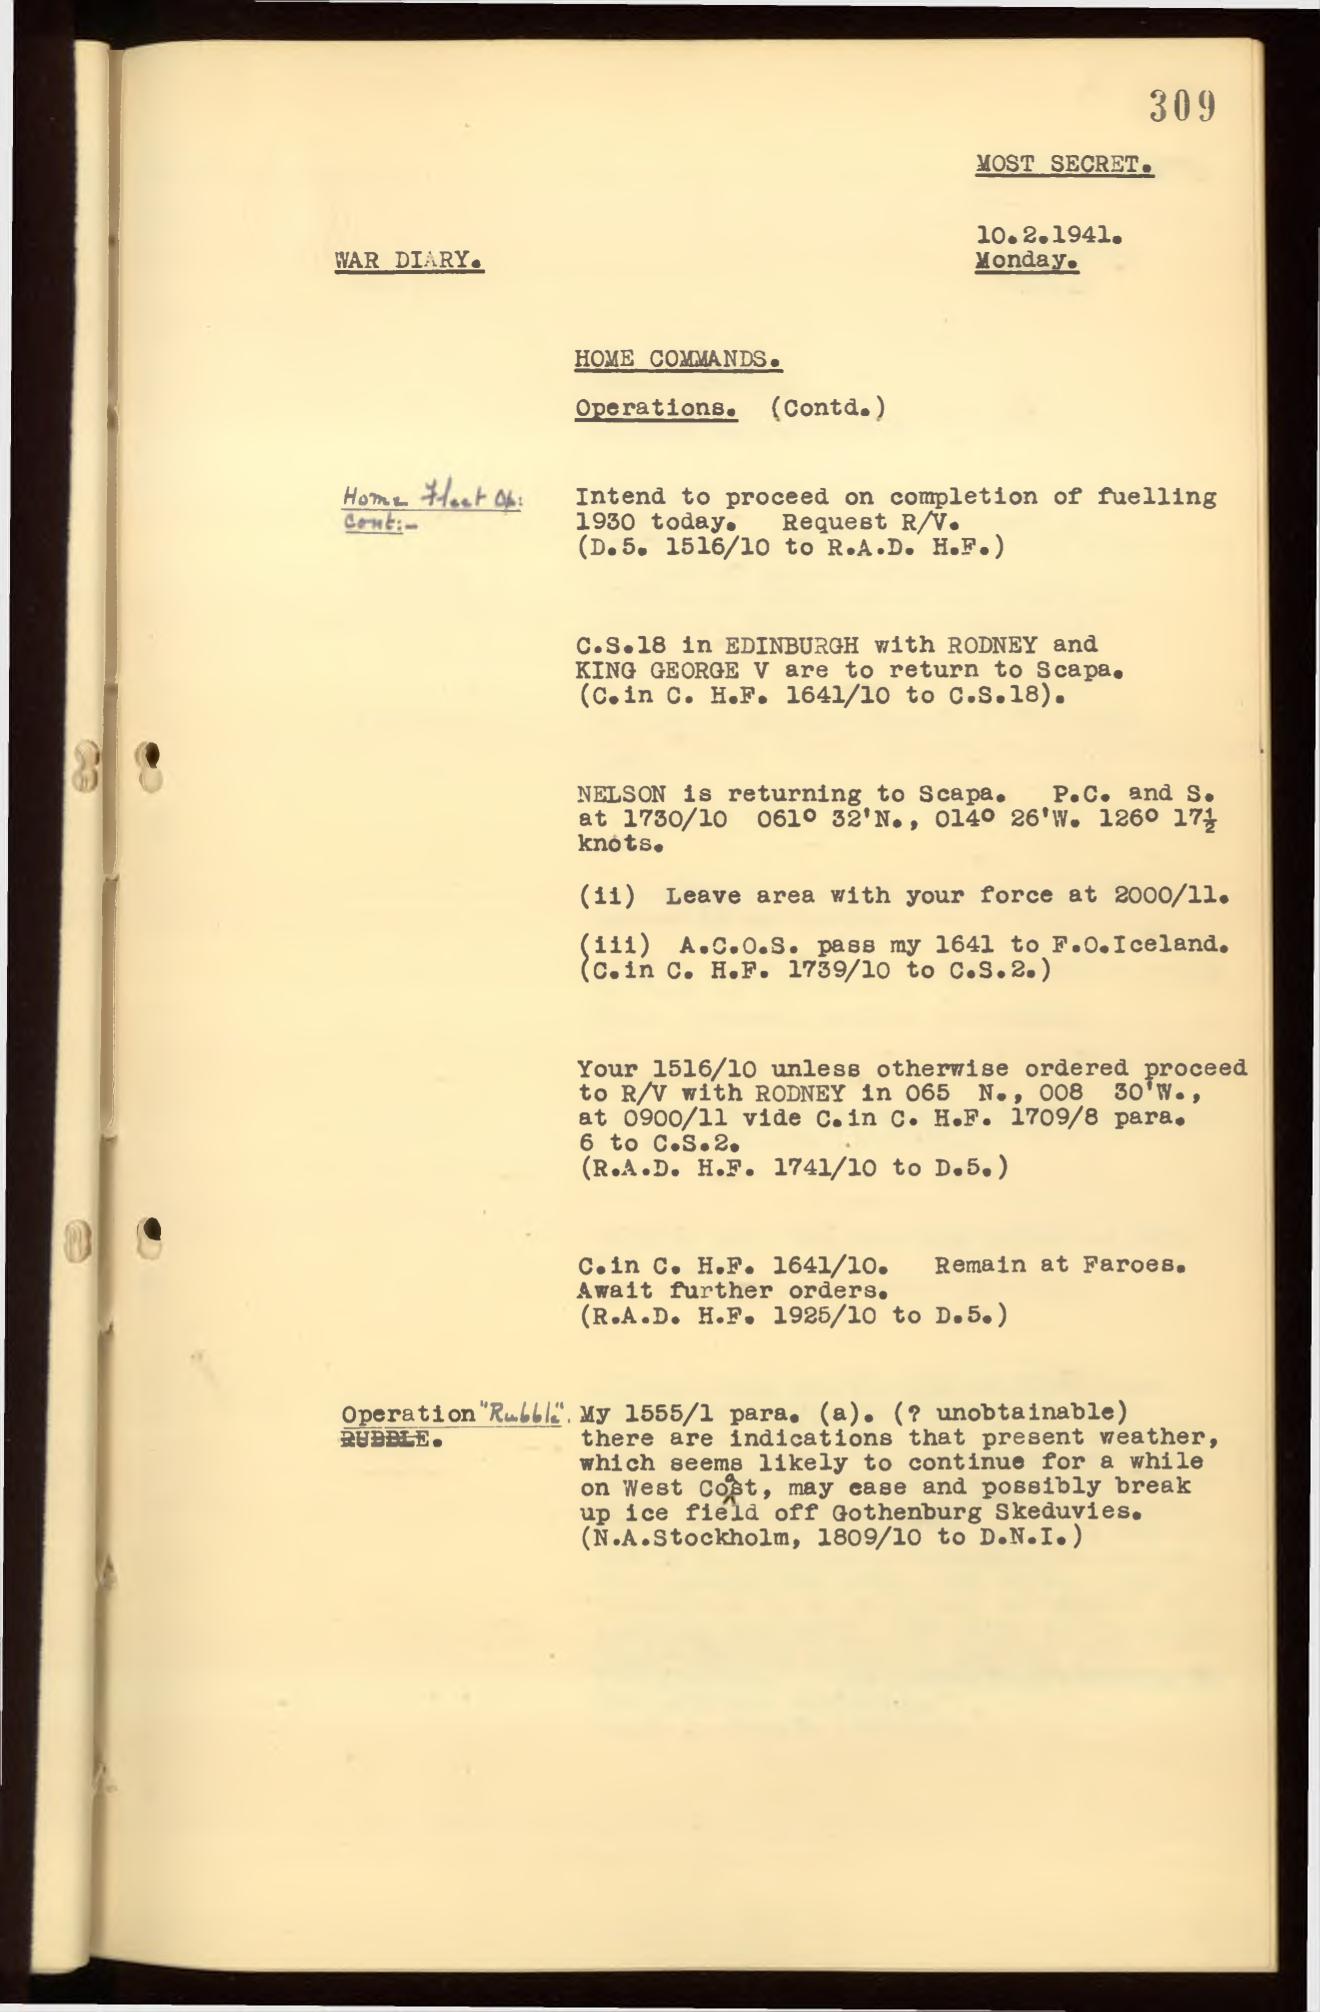 309
MOST SECRET.
10.2.1941.
WAR DIARY. Monday.
HOME COMMANDS.
Operations. (Contd.)
Home Fleet Op: Intend to proceed on completion of fuelling
Cont:- 1930 today. Request R/V.
(D.5. 1516/10 to R.A.D. H.F.)
C.S.18 in EDINBURGH with RODNEY and
KING GEORGE V are to return to Scapa.
(C.in C. H.F. 1641/10 to C.S.18).
NELSON is returning to Scapa. P.C. and S.
at 1730/10 061° 32'N., 014° 26'W. 126° 17½
knots.
(ii) Leave area with your force at 2000/11.
(iii) A.C.O.S. pass my 1641 to F.O.Iceland.
(C.in C. H.F. 1739/10 to C.S.2.)
Your 1516/10 unless otherwise ordered proceed
to R/V with RODNEY in 065 N., 008 30'W.,
at 0900/11 vide C.in C. H.F. 1709/8 para.
6 to C.S.2.
(R.A.D. H.F. 1741/10 to D.5.)
C.in C. H.F. 1641/10. Remain at Faroes.
Await further orders.
(R.A.D. H.F. 1925/10 to D.5.)
Operation "Rubble". My 1555/1 para. (a). (? unobtainable)
RUBBLE. there are indications that present weather,
which seems likely to continue for a while
on West Coast, may ease and possibly break
up ice field off Gothenburg Skeduvies.
(N.A.Stockholm, 1809/10 to D.N.I.)